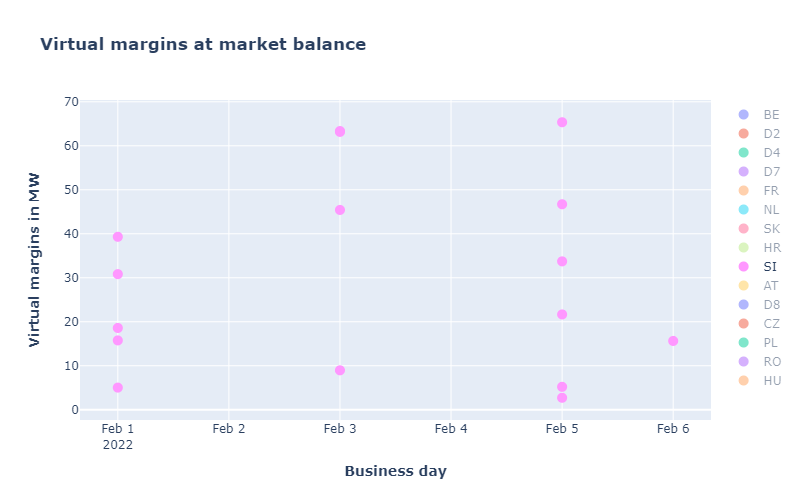 Virtual margins at market balance
Virtual margins in MW
70
60
50
40
30
20
10
0
Feb 1
2022
Feb 2
Feb 3
Feb 4
Feb 5
Feb 6
Business day
BE
D2
D4
D7
FR
NL
SK
HR
SI
AT
D8
CZ
PL
RO
HU